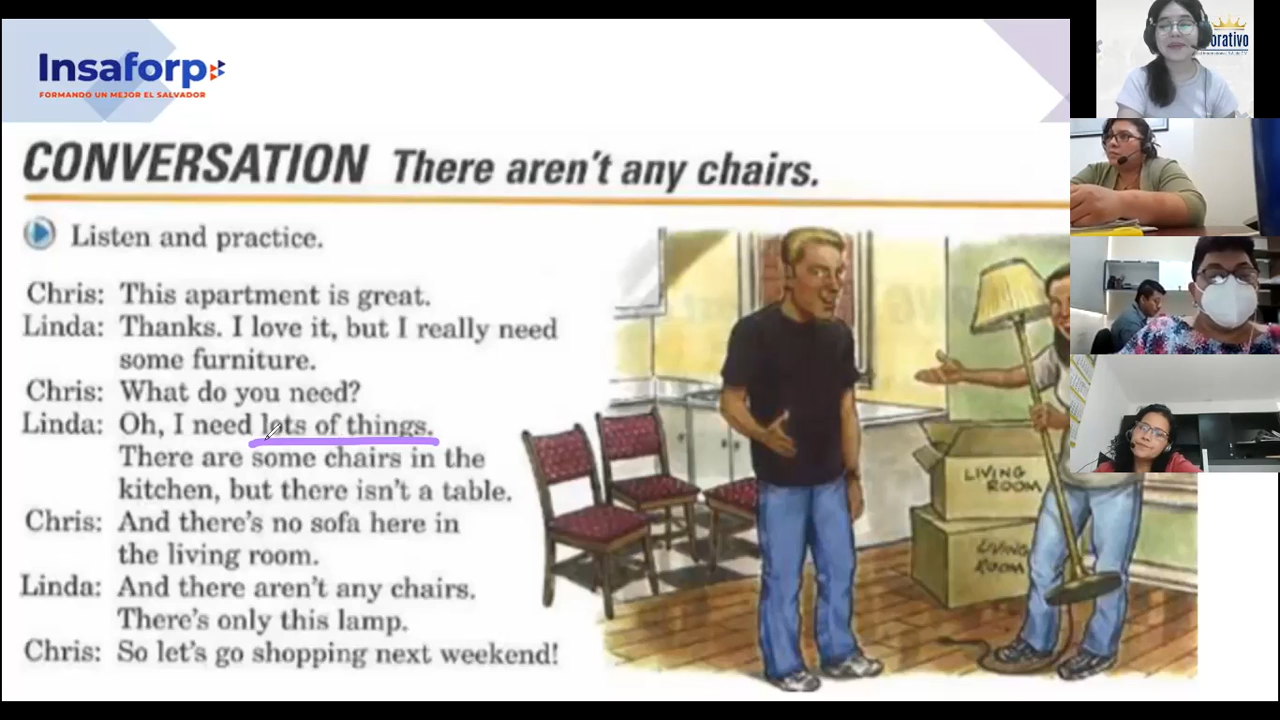 Insaforp
FORMANDO UN MEJOR EL SALVADOR
orativo
CONVERSATION There aren't any chairs.
Listen and practice.
Chris: This apartment is great.
Linda: Thanks. I love it, but I really need
some furniture.
Chris: What do you need?
Linda: Oh, I need lots of things.
There are some chairs in the
kitchen, but there isn't a table.
Chris: And there's no sofa here in
the living room.
Linda: And there aren't any chairs.
There's only this lamp.
Chris: So let's go shopping next weekend!
LIVING
ROOM
LIVING
ROOM